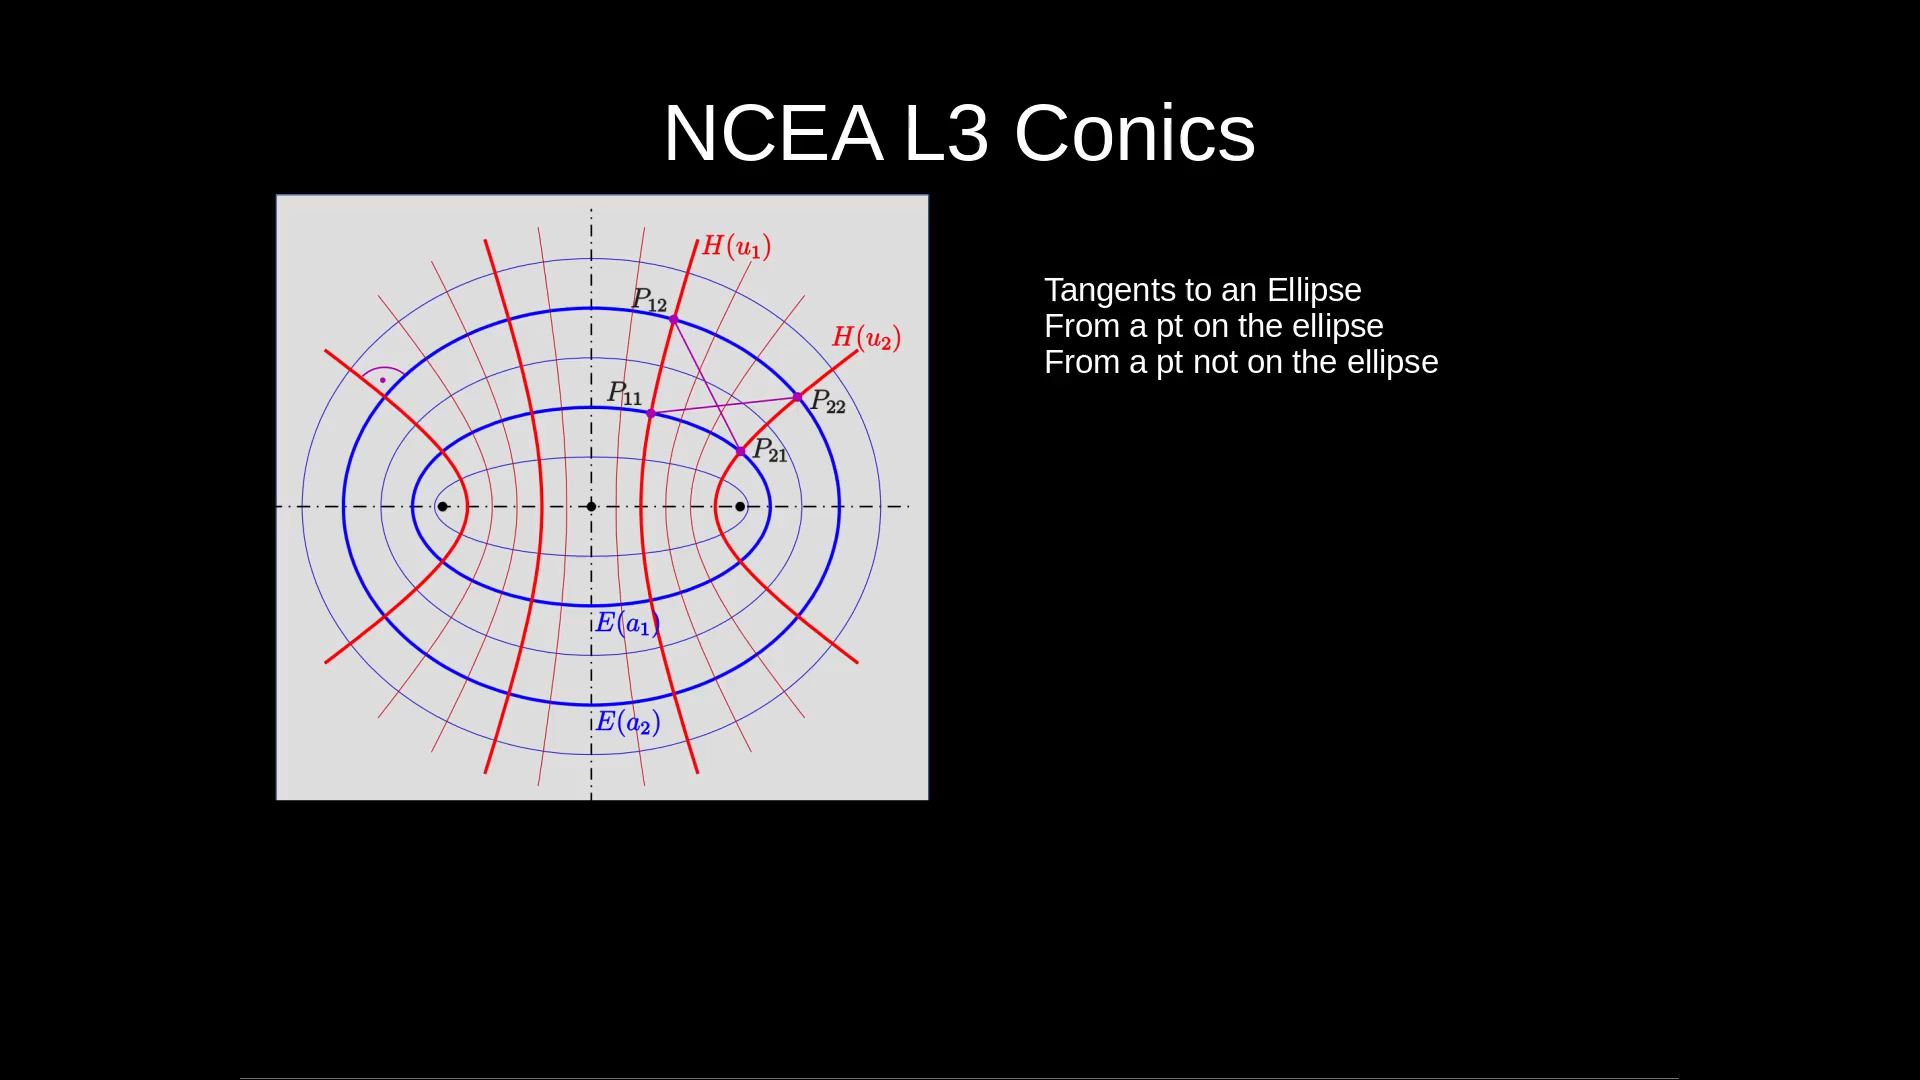 NCEA L3 Conics
H(u₁)
P₁₂
H(u₂)
P₁₁
P₂₂
P₂₁
E(a₁)
E(a₂)
Tangents to an Ellipse
From a pt on the ellipse
From a pt not on the ellipse